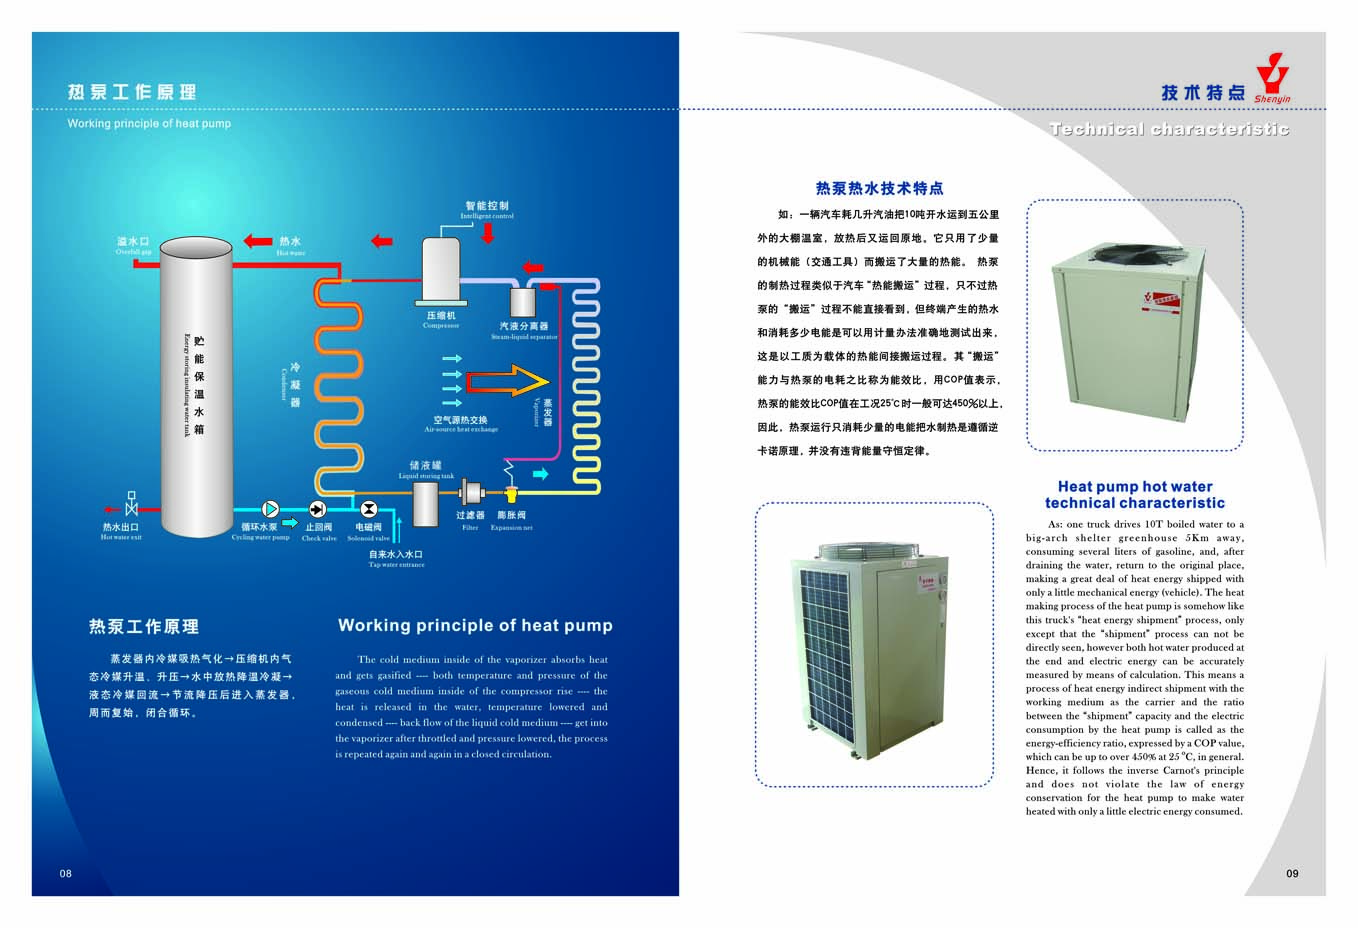 热泵工作原理
Working principle of heat pump
智能控制
Intelligent control
溢水口
Overfall gap
热水
Hot water
压缩机
Compressor
汽液分离器
Steam-liquid separator
贮能保温水箱
Energy storing insulating water tank
冷凝器
Condenser
空气源热交换
Air-source heat exchange
蒸发器
Vaporizer
储液罐
Liquid storing tank
热水出口
Hot water exit
循环水泵
Cycling water pump
止回阀
Check valve
电磁阀
Solenoid valve
过滤器
Filter
膨胀阀
Expansion net
自来水入水口
Tap water entrance
热泵工作原理
蒸发器内冷媒吸热气化→压缩机内气
态冷媒升温、升压→水中放热降温冷凝→
液态冷媒回流→节流降压后进入蒸发器，
周而复始，闭合循环。
Working principle of heat pump
The cold medium inside of the vaporizer absorbs heat
and gets gasified ---- both temperature and pressure of the
gaseous cold medium inside of the compressor rise ---- the
heat is released in the water, temperature lowered and
condensed ---- back flow of the liquid cold medium ---- get into
the vaporizer after throttled and pressure lowered, the process
is repeated again and again in a closed circulation.
08
技术特点
Shenyin
Technical characteristic
热泵热水技术特点
如：一辆汽车耗几升汽油把10吨开水运到五公里
外的大棚温室，放热后又运回原地。它只用了少量
的机械能（交通工具）而搬运了大量的热能。 热泵
的制热过程类似于汽车“热能搬运”过程，只不过热
泵的“搬运”过程不能直接看到，但终端产生的热水
和消耗多少电能是可以用计量办法准确地测试出来，
这是以工质为载体的热能间接搬运过程。其“搬运”
能力与热泵的电耗之比称为能效比，用COP值表示，
热泵的能效比COP值在工况25℃时一般可达450%以上，
因此，热泵运行只消耗少量的电能把水制热是遵循逆
卡诺原理，并没有违背能量守恒定律。
Heat pump hot water
technical characteristic
As: one truck drives 10T boiled water to a
big-arch shelter greenhouse 5Km away,
consuming several liters of gasoline, and, after
draining the water, return to the original place,
making a great deal of heat energy shipped with
only a little mechanical energy (vehicle). The heat
making process of the heat pump is somehow like
this truck's “heat energy shipment” process, only
except that the “shipment” process can not be
directly seen, however both hot water produced at
the end and electric energy can be accurately
measured by means of calculation. This means a
process of heat energy indirect shipment with the
working medium as the carrier and the ratio
between the “shipment” capacity and the electric
consumption by the heat pump is called as the
energy-efficiency ratio, expressed by a COP value,
which can be up to over 450% at 25 °C, in general.
Hence, it follows the inverse Carnot's principle
and does not violate the law of energy
conservation for the heat pump to make water
heated with only a little electric energy consumed.
09